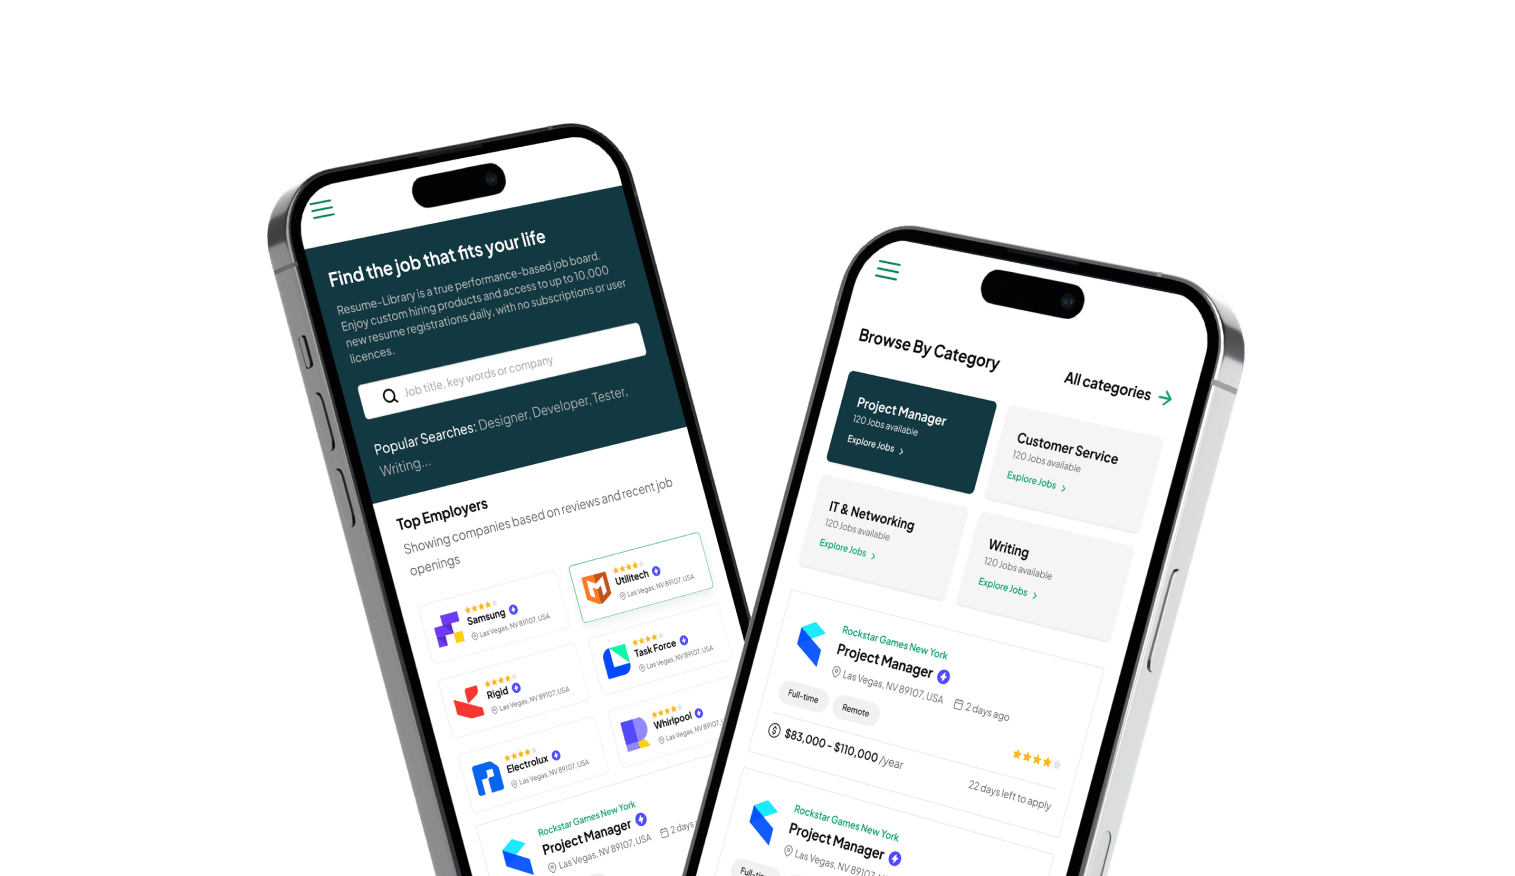 Find the job that fits your life
Resume-Library is a true performance-based job board.
Enjoy custom hiring products and access to up to 10,000
new resume registrations daily, with no subscriptions or user
licences.
Job title, key words or company
Popular Searches: Designer, Developer, Tester,
Writing...
Top Employers
Showing companies based on reviews and recent job
openings
Samsung
Las Vegas, NV 89107, USA
Utilitech
Las Vegas, NV 89107, USA
Rigid
Las Vegas, NV 89107, USA
Task Force
Las Vegas, NV 89107, USA
Electrolux
Las Vegas, NV 89107, USA
Whirlpool
Las Vegas, NV 89107,
Rockstar Games New York
Project Manager
Las Vegas, NV 89107, USA 2 days
Browse By Category
All categories
Project Manager
120 Jobs available
Explore Jobs
Customer Service
120 Jobs available
Explore Jobs
IT & Networking
120 Jobs available
Explore Jobs
Writing
120 Jobs available
Explore Jobs
Rockstar Games New York
Project Manager
Las Vegas, NV 89107, USA 2 days ago
Full-time Remote
$83,000 - $110,000 /year
22 days left to apply
Rockstar Games New York
Project Manager
Las Vegas, NV 89107,
Full-time